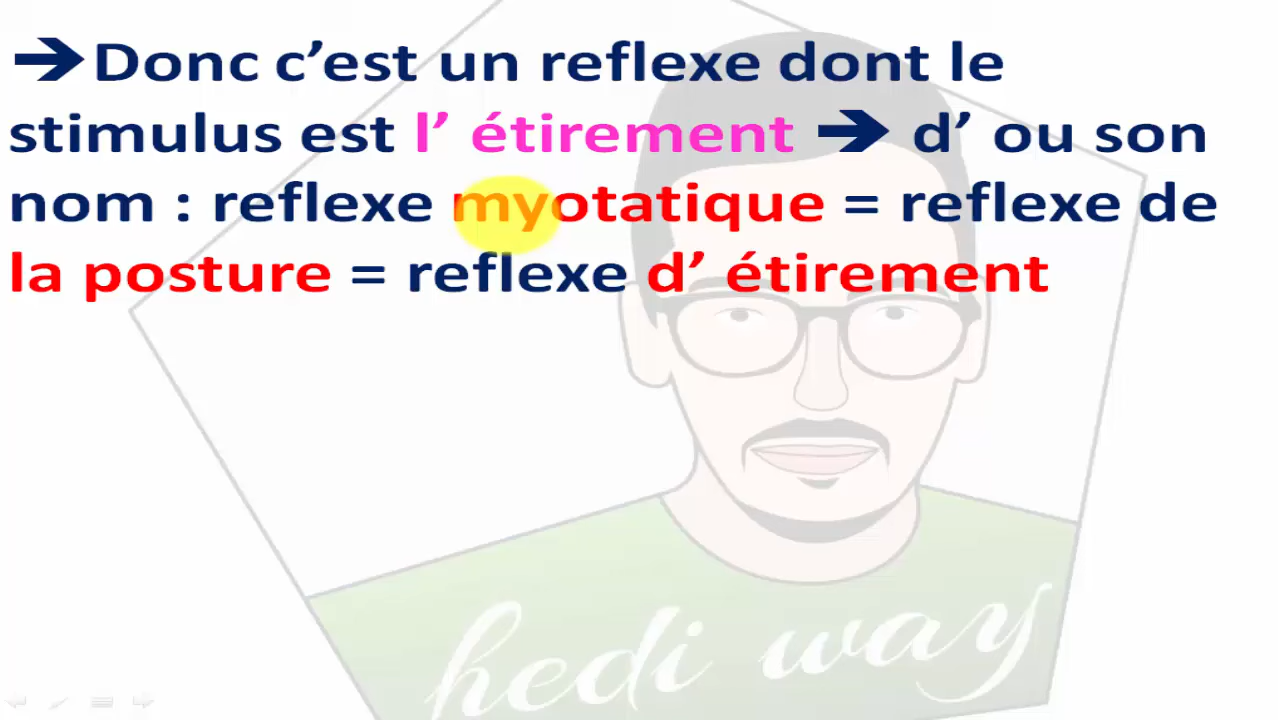 ➔Donc c’est un reflexe dont le
stimulus est l’ étirement ➔ d’ ou son
nom : reflexe myotatique = reflexe de
la posture = reflexe d’ étirement
hedi way